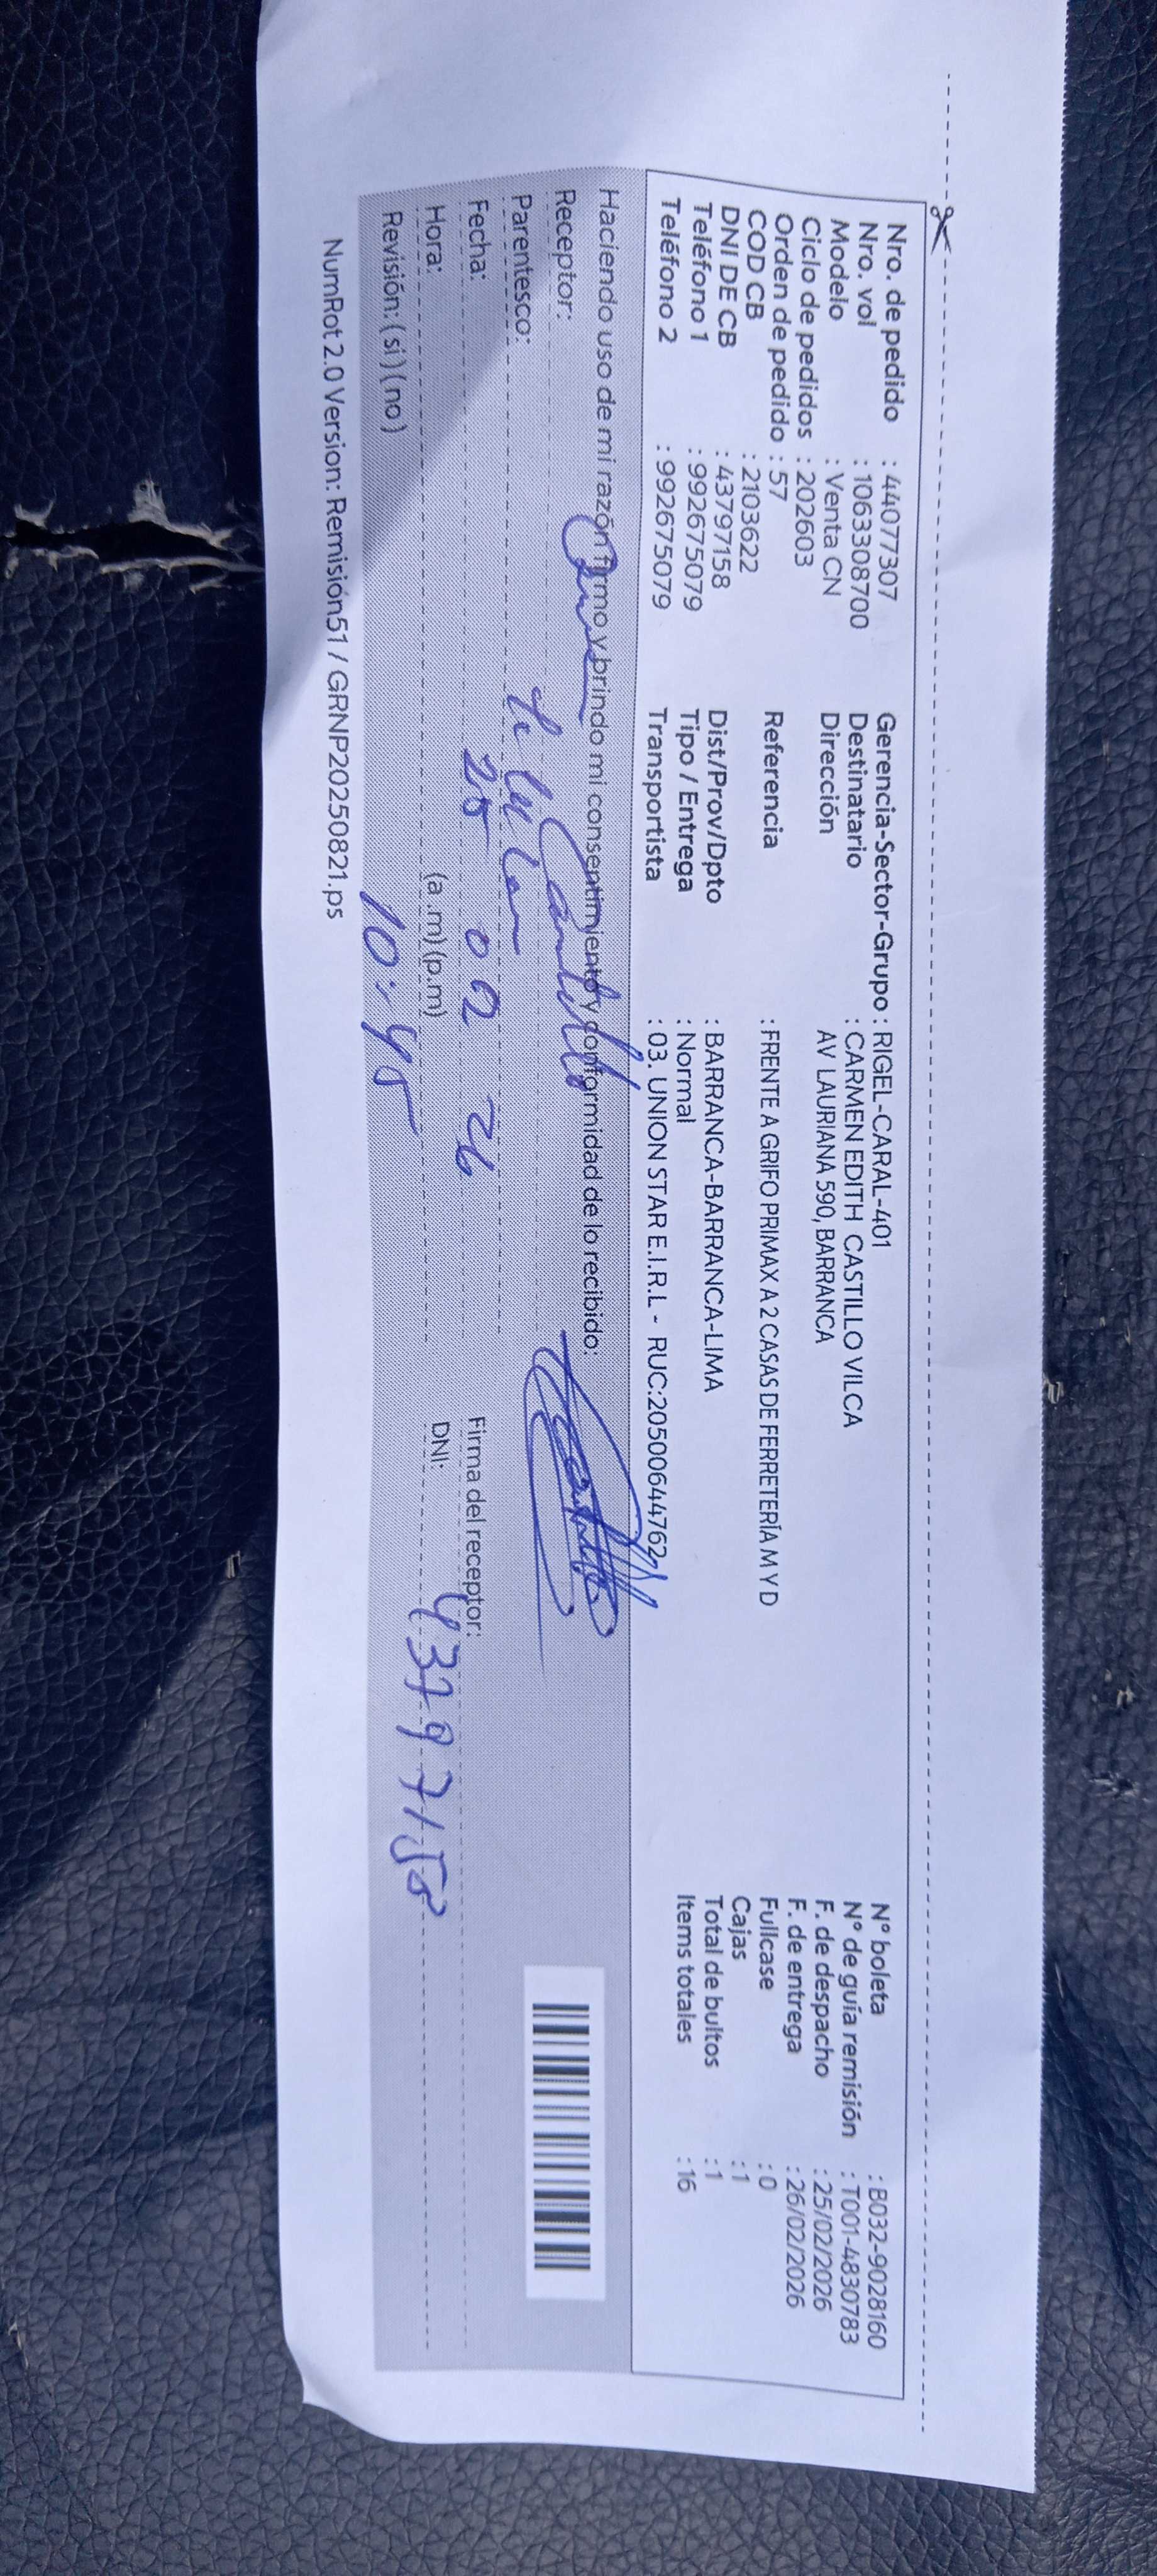 Nro. de pedido : 44077307
Nro. vol : 1063308700
Modelo : Venta CN
Ciclo de pedidos : 202603
Orden de pedido : 57
COD CB : 2103622
DNI DE CB : 43797158
Teléfono 1 : 992675079
Teléfono 2 : 992675079
Gerencia-Sector-Grupo : RIGEL-CARAL-401
Destinatario : CARMEN EDITH CASTILLO VILCA
Dirección AV LAURIANA 590, BARRANCA
Referencia : FRENTE A GRIFO PRIMAX A 2 CASAS DE FERRETERÍA M Y D
Dist/Prov/Dpto : BARRANCA-BARRANCA-LIMA
Tipo / Entrega : Normal
Transportista : 03. UNION STAR E.I.R.L - RUC:20500644762
N° boleta : B032-9028160
N° de guía remisión : T001-4830783
F. de despacho : 25/02/2026
F. de entrega : 26/02/2026
Fullcase : 0
Cajas : 1
Total de bultos : 1
Items totales : 16
Haciendo uso de mi razón firmo y brindo mi consentimiento y conformidad de lo recibido:
Receptor: Castillo
Parentesco: titular
Fecha: 02 26
Hora: (a.m) (p.m) 10:45
Revisión: ( si ) ( no )
Firma del receptor:
DNI: 43797158
NumRot 2.0 Version: Remisión51 / GRNP20250821.ps